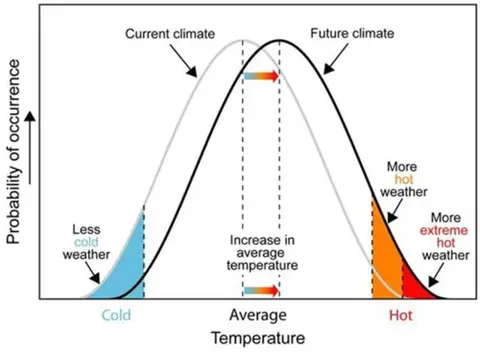 Current climate
Future climate
Probability of occurrence
Less
cold
weather
Increase in
average
temperature
More
hot
weather
More
extreme
hot
weather
Cold
Average
Hot
Temperature